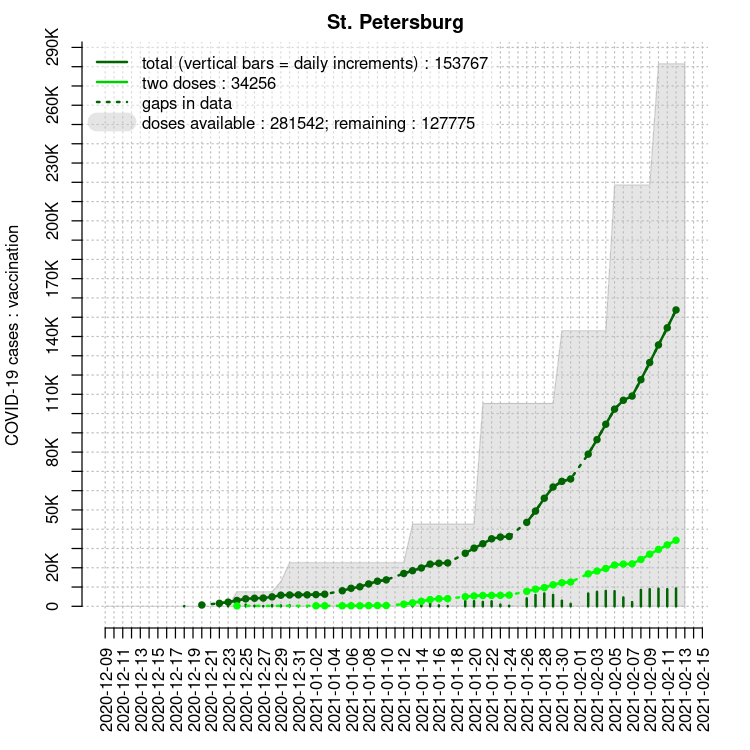 St. Petersburg
total (vertical bars = daily increments) : 153767
two doses : 34256
gaps in data
doses available : 281542; remaining : 127775
COVID-19 cases : vaccination
290K
260K
230K
200K
170K
140K
110K
80K
50K
20K
0
2020-12-09
2020-12-11
2020-12-13
2020-12-15
2020-12-17
2020-12-19
2020-12-21
2020-12-23
2020-12-25
2020-12-27
2020-12-29
2020-12-31
2021-01-02
2021-01-04
2021-01-06
2021-01-08
2021-01-10
2021-01-12
2021-01-14
2021-01-16
2021-01-18
2021-01-20
2021-01-22
2021-01-24
2021-01-26
2021-01-28
2021-01-30
2021-02-01
2021-02-03
2021-02-05
2021-02-07
2021-02-09
2021-02-11
2021-02-13
2021-02-15